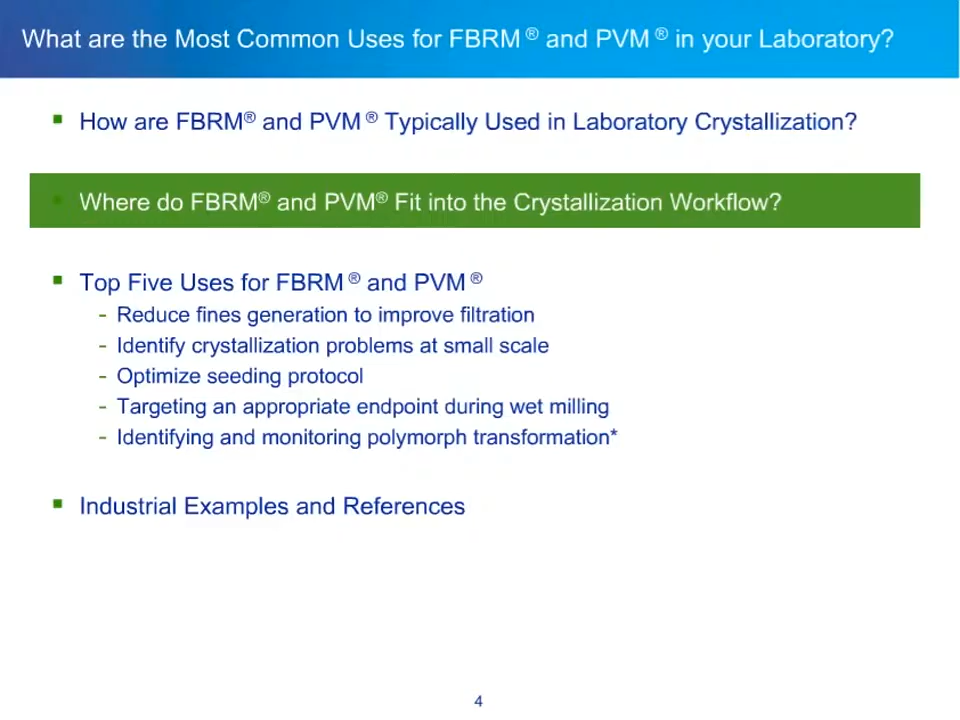 What are the Most Common Uses for FBRM ® and PVM ® in your Laboratory?
▪ How are FBRM® and PVM ® Typically Used in Laboratory Crystallization?
▪ Where do FBRM® and PVM® Fit into the Crystallization Workflow?
▪ Top Five Uses for FBRM ® and PVM ®
- Reduce fines generation to improve filtration
- Identify crystallization problems at small scale
- Optimize seeding protocol
- Targeting an appropriate endpoint during wet milling
- Identifying and monitoring polymorph transformation*
▪ Industrial Examples and References
4